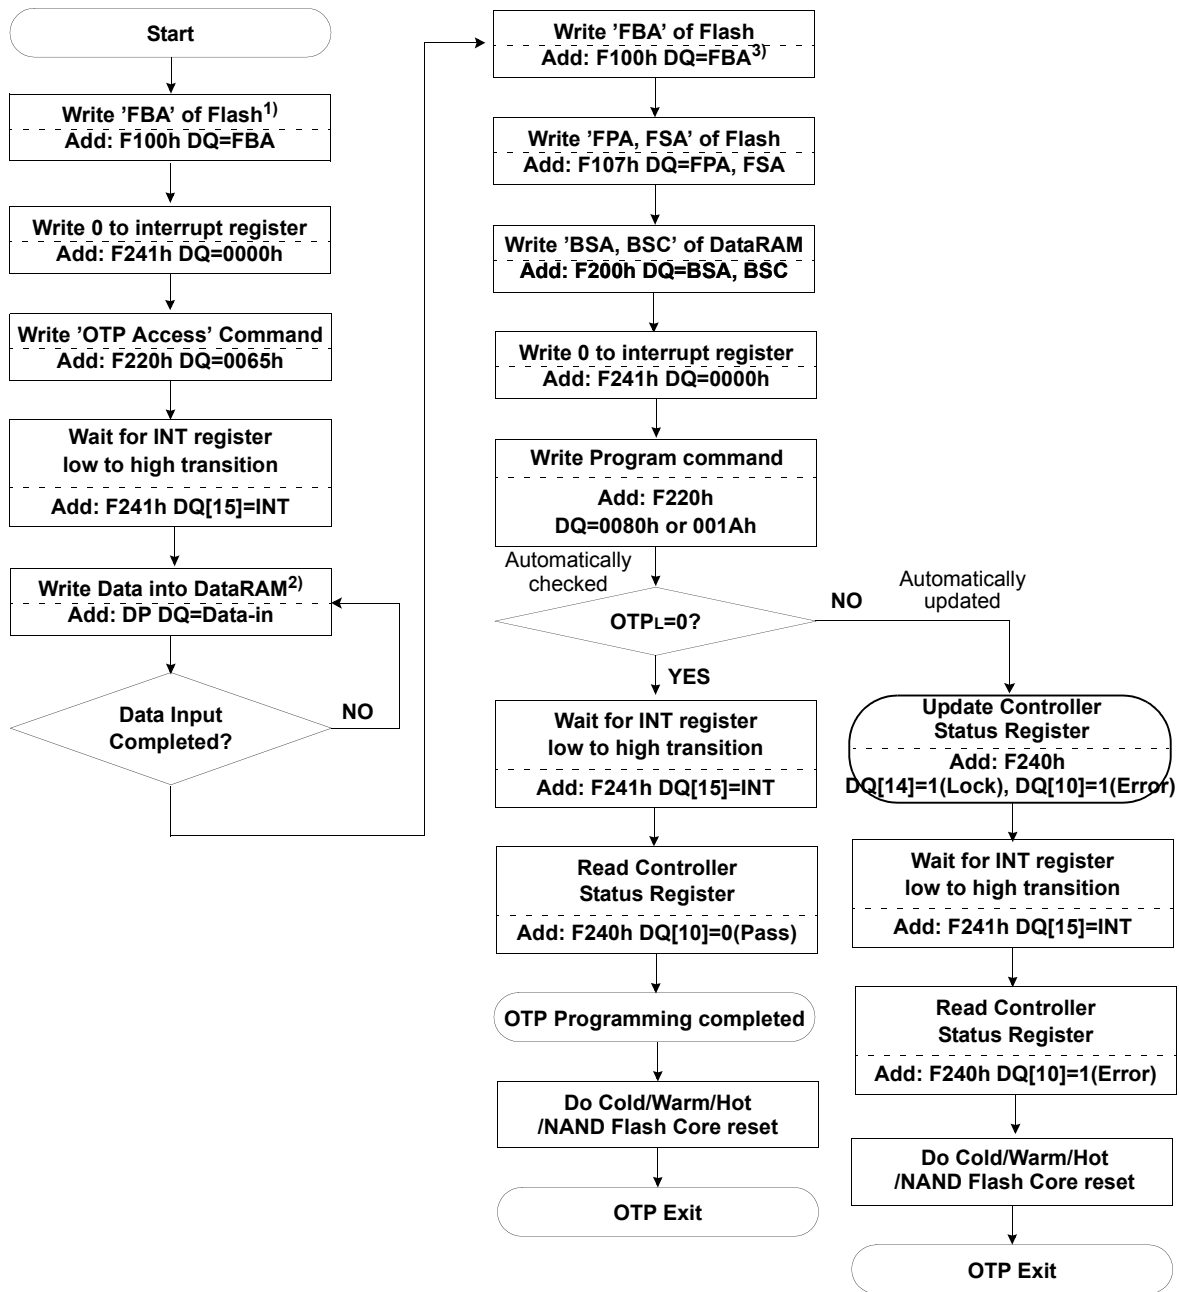 Start
Write ’FBA’ of Flash1)
Add: F100h DQ=FBA
Write 0 to interrupt register
Add: F241h DQ=0000h
Write ’OTP Access’ Command
Add: F220h DQ=0065h
Wait for INT register
low to high transition
Add: F241h DQ[15]=INT
Write Data into DataRAM2)
Add: DP DQ=Data-in
Data Input
Completed?
NO
Write ’FBA’ of Flash
Add: F100h DQ=FBA3)
Write ’FPA, FSA’ of Flash
Add: F107h DQ=FPA, FSA
Write ’BSA, BSC’ of DataRAM
Add: F200h DQ=BSA, BSC
Write 0 to interrupt register
Add: F241h DQ=0000h
Write Program command
Add: F220h
DQ=0080h or 001Ah
Automatically
checked
OTPL=0?
YES
Wait for INT register
low to high transition
Add: F241h DQ[15]=INT
Read Controller
Status Register
Add: F240h DQ[10]=0(Pass)
OTP Programming completed
Do Cold/Warm/Hot
/NAND Flash Core reset
OTP Exit
NO
Automatically
updated
Update Controller
Status Register
Add: F240h
DQ[14]=1(Lock), DQ[10]=1(Error)
Wait for INT register
low to high transition
Add: F241h DQ[15]=INT
Read Controller
Status Register
Add: F240h DQ[10]=1(Error)
Do Cold/Warm/Hot
/NAND Flash Core reset
OTP Exit